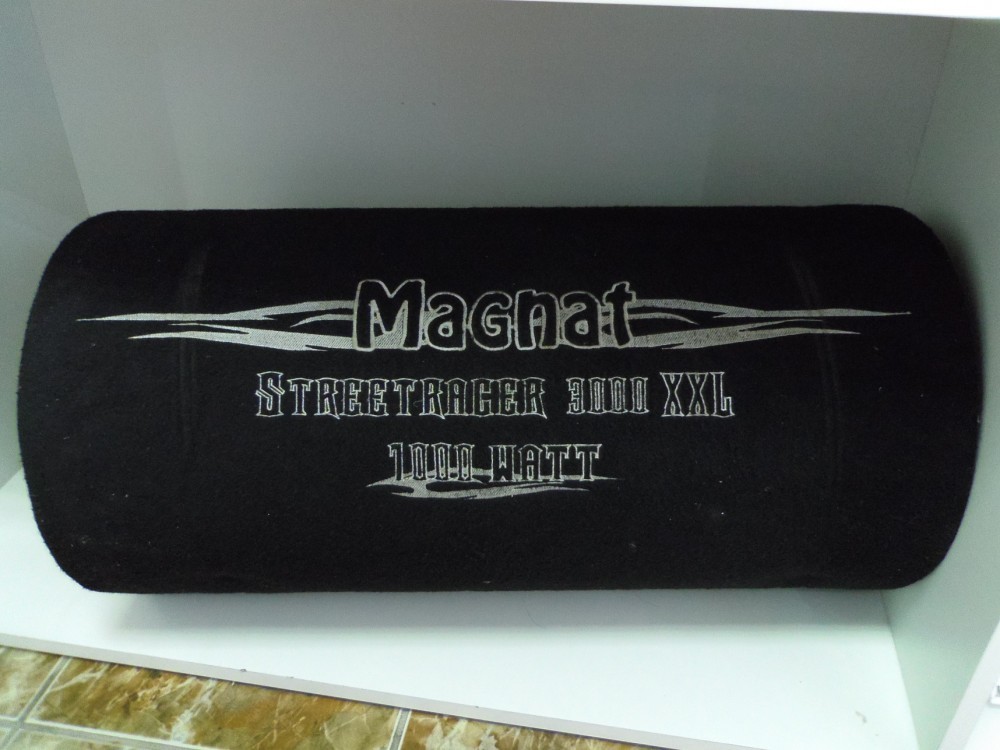 Magnat
STREETRACER 3000 XXL
1000 WATT